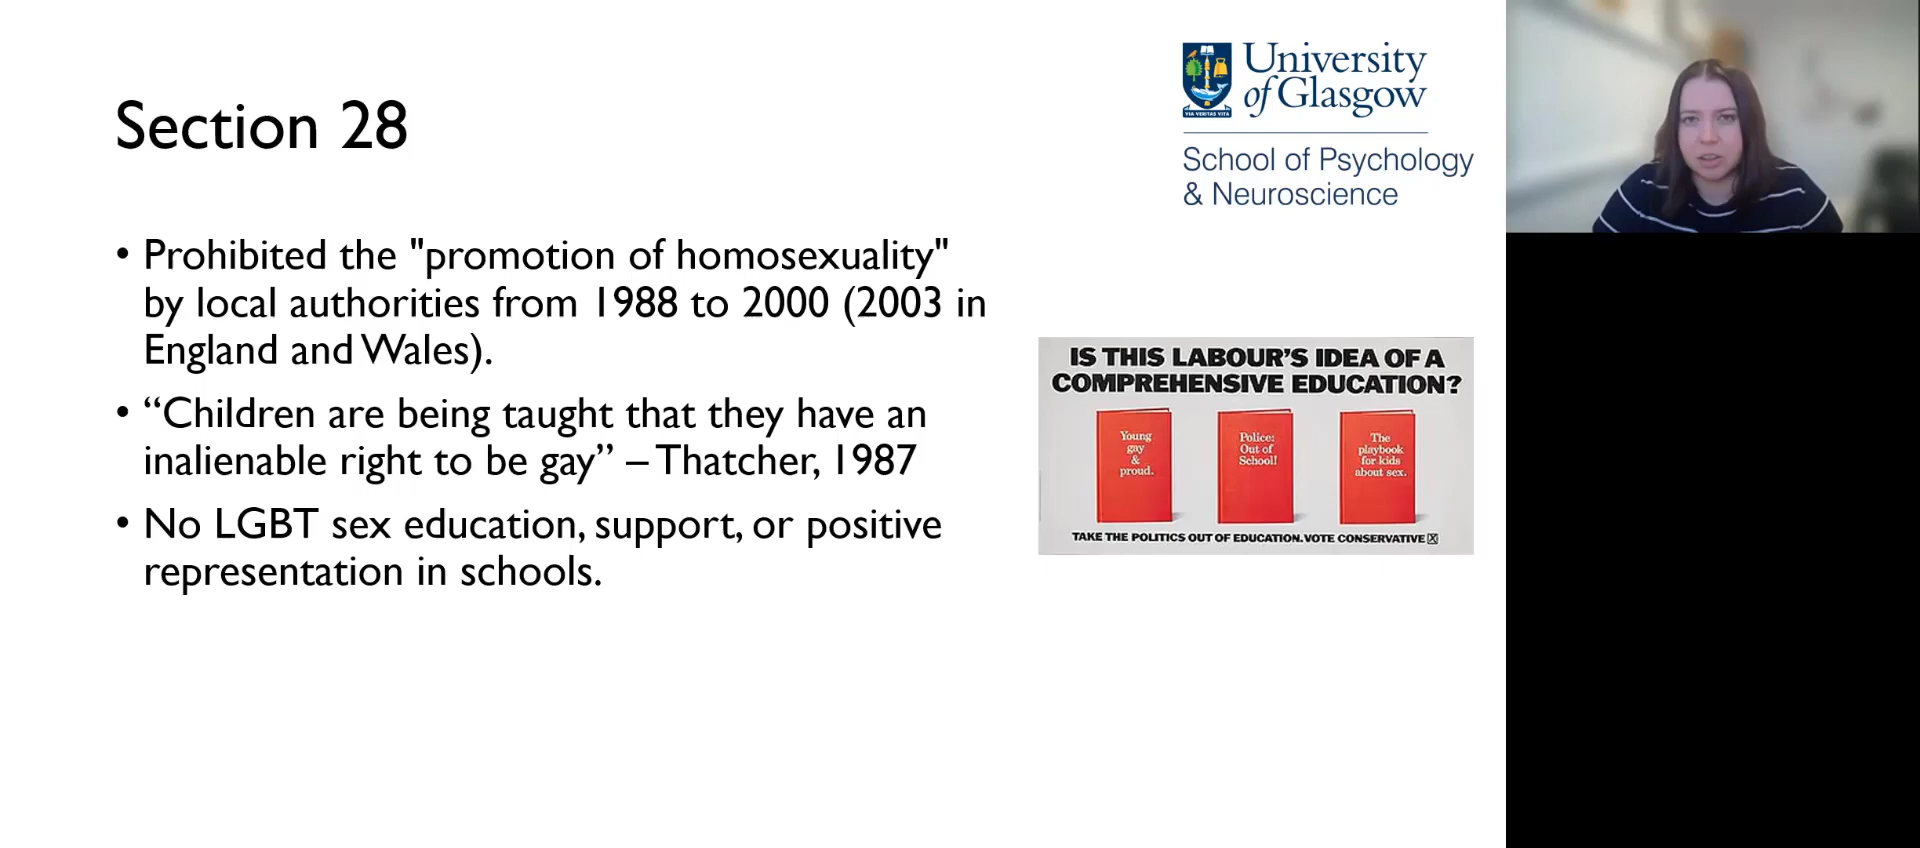 Section 28
University
of Glasgow
VIA VERITAS VITA
School of Psychology
& Neuroscience
• Prohibited the "promotion of homosexuality"
by local authorities from 1988 to 2000 (2003 in
England and Wales).
• “Children are being taught that they have an
inalienable right to be gay” – Thatcher, 1987
• No LGBT sex education, support, or positive
representation in schools.
IS THIS LABOUR’S IDEA OF A
COMPREHENSIVE EDUCATION?
Young
gay
&
proud.
Police:
Out of
School!
The
playbook
for kids
about sex.
TAKE THE POLITICS OUT OF EDUCATION. VOTE CONSERVATIVE ☒